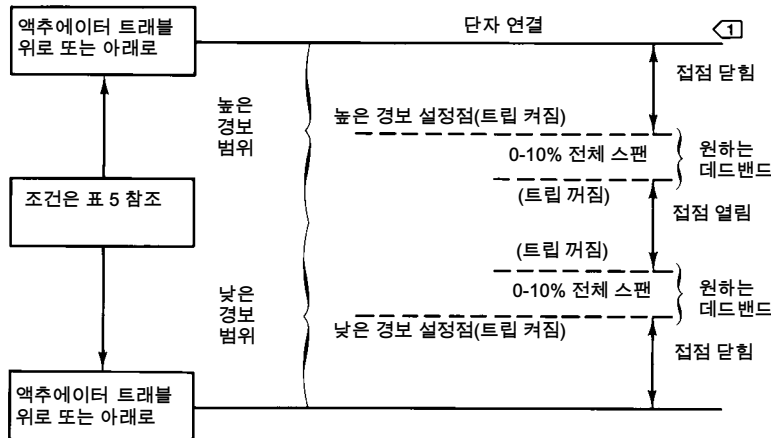 액추에이터 트래블
위로 또는 아래로
단자 연결
1
접점 닫힘
높은
경보
범위
높은 경보 설정점(트립 켜짐)
0-10% 전체 스팬
원하는
데드밴드
(트립 꺼짐)
조건은 표 5 참조
접점 열림
(트립 꺼짐)
0-10% 전체 스팬
원하는
데드밴드
낮은
경보
범위
낮은 경보 설정점(트립 켜짐)
접점 닫힘
액추에이터 트래블
위로 또는 아래로